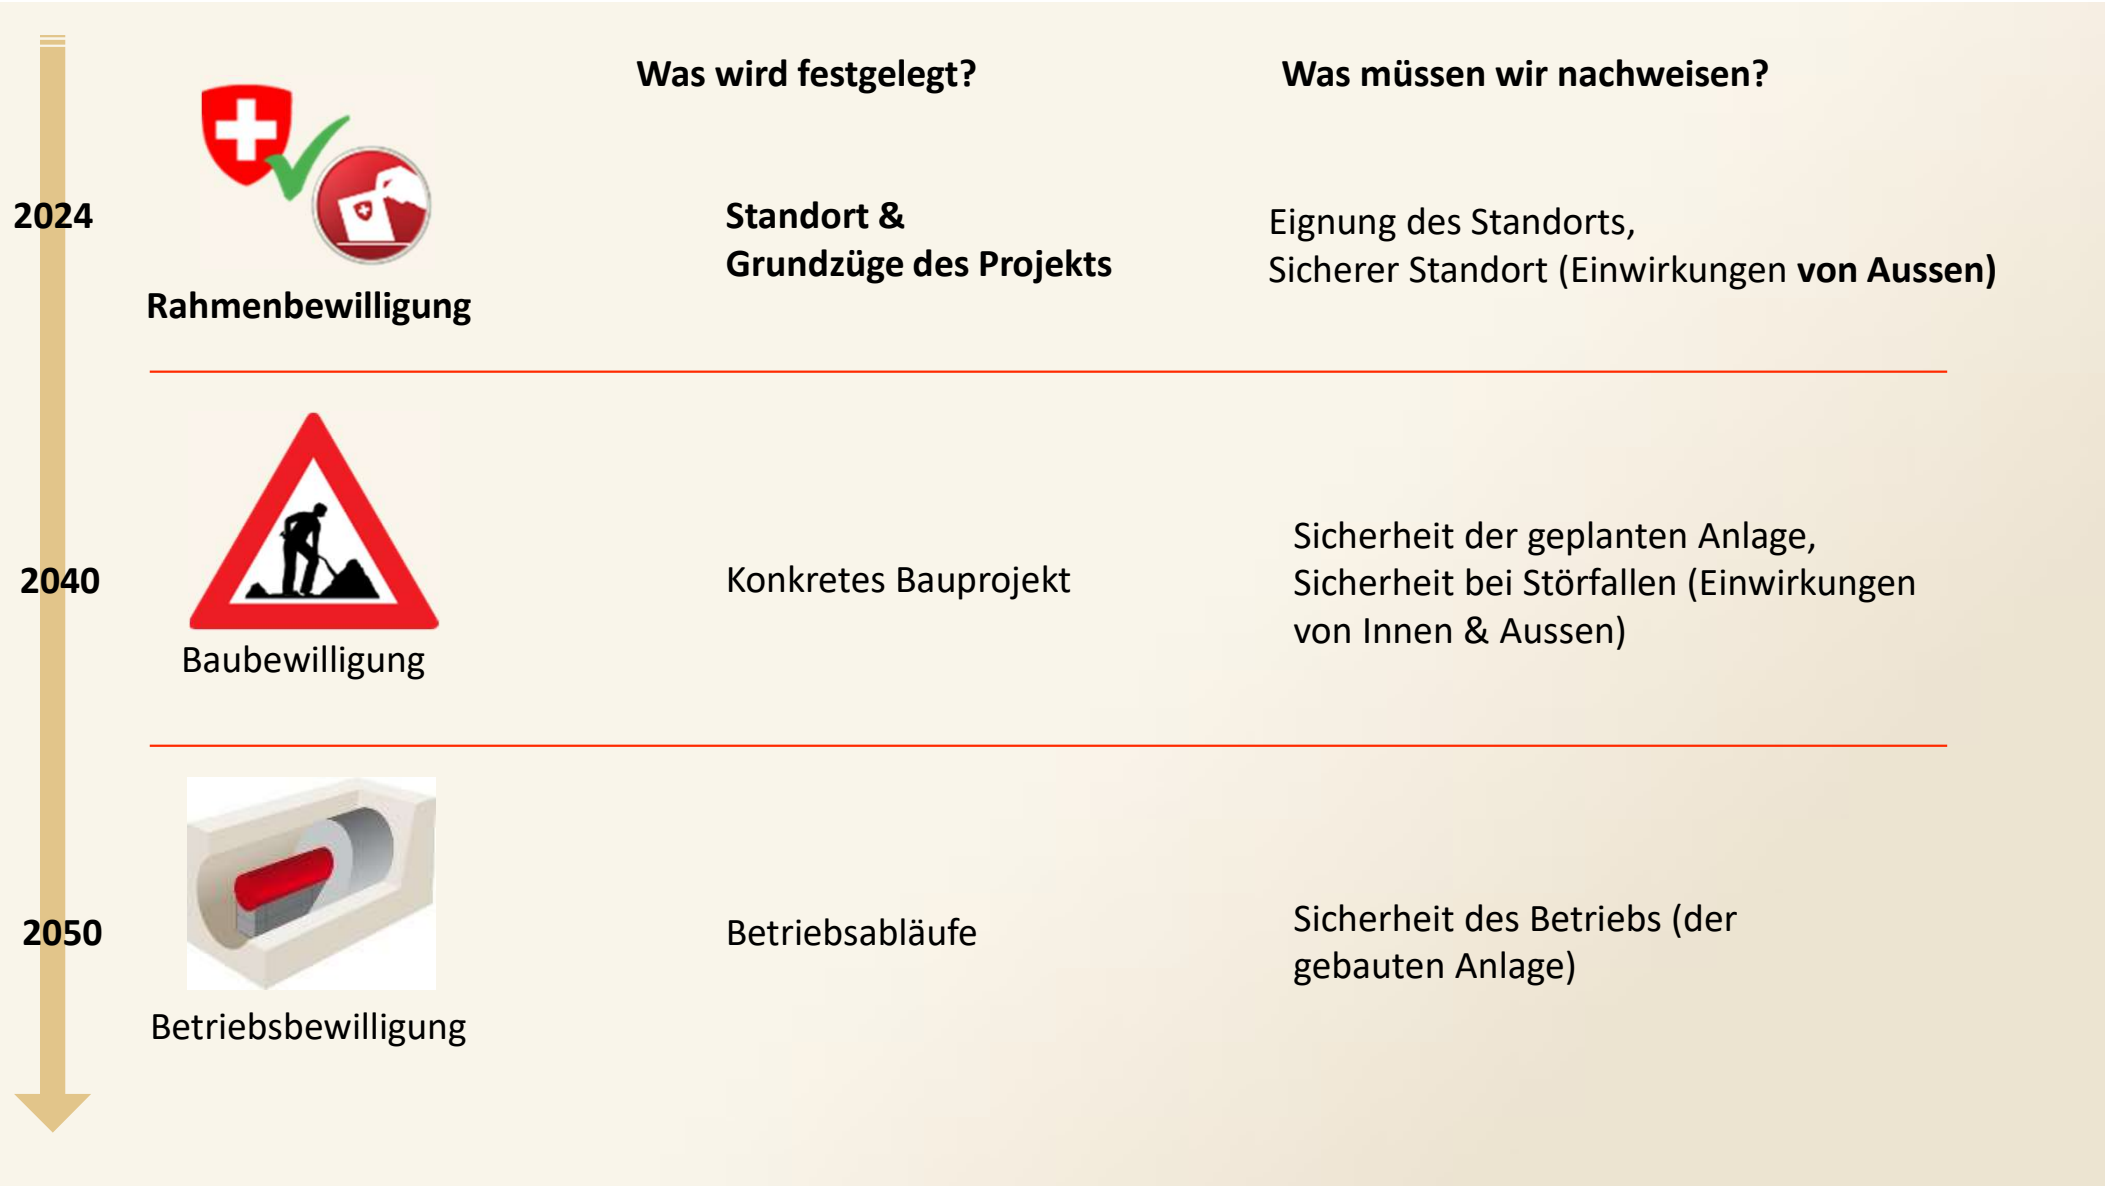 Was wird festgelegt?
Was müssen wir nachweisen?
2024
Rahmenbewilligung
Standort &
Grundzüge des Projekts
Eignung des Standorts,
Sicherer Standort (Einwirkungen von Aussen)
2040
Baubewilligung
Konkretes Bauprojekt
Sicherheit der geplanten Anlage,
Sicherheit bei Störfallen (Einwirkungen
von Innen & Aussen)
2050
Betriebsbewilligung
Betriebsabläufe
Sicherheit des Betriebs (der
gebauten Anlage)